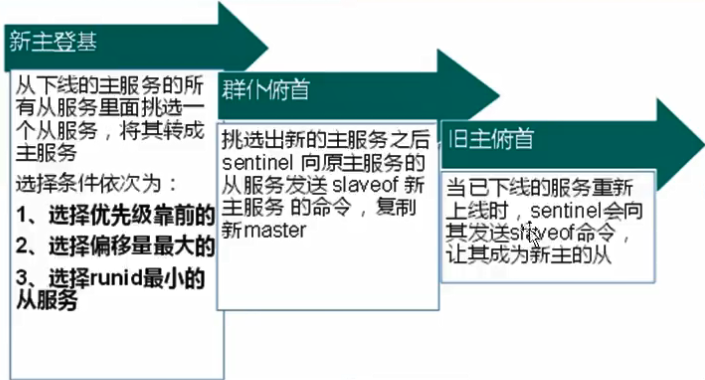 新主登基
从下线的主服务的所
有从服务里面挑选一
个从服务，将其转成
主服务
选择条件依次为：
1、选择优先级靠前的
2、选择偏移量最大的
3、选择runid最小的
从服务
群仆俯首
挑选出新的主服务之后，
sentinel 向原主服务的
从服务发送 slaveof 新
主服务 的命令，复制
新master
旧主俯首
当已下线的服务重新
上线时，sentinel会向
其发送slaveof命令，
让其成为新主的从